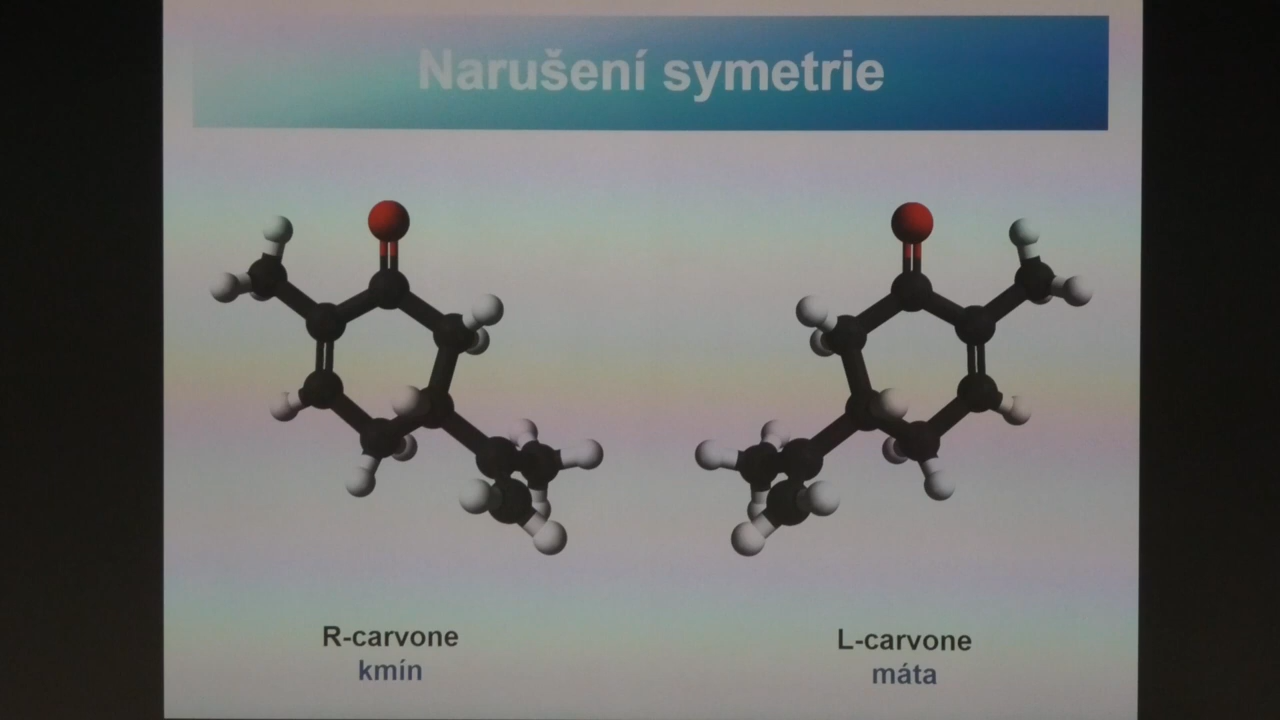 Narušení symetrie
R-carvone
kmín
L-carvone
máta